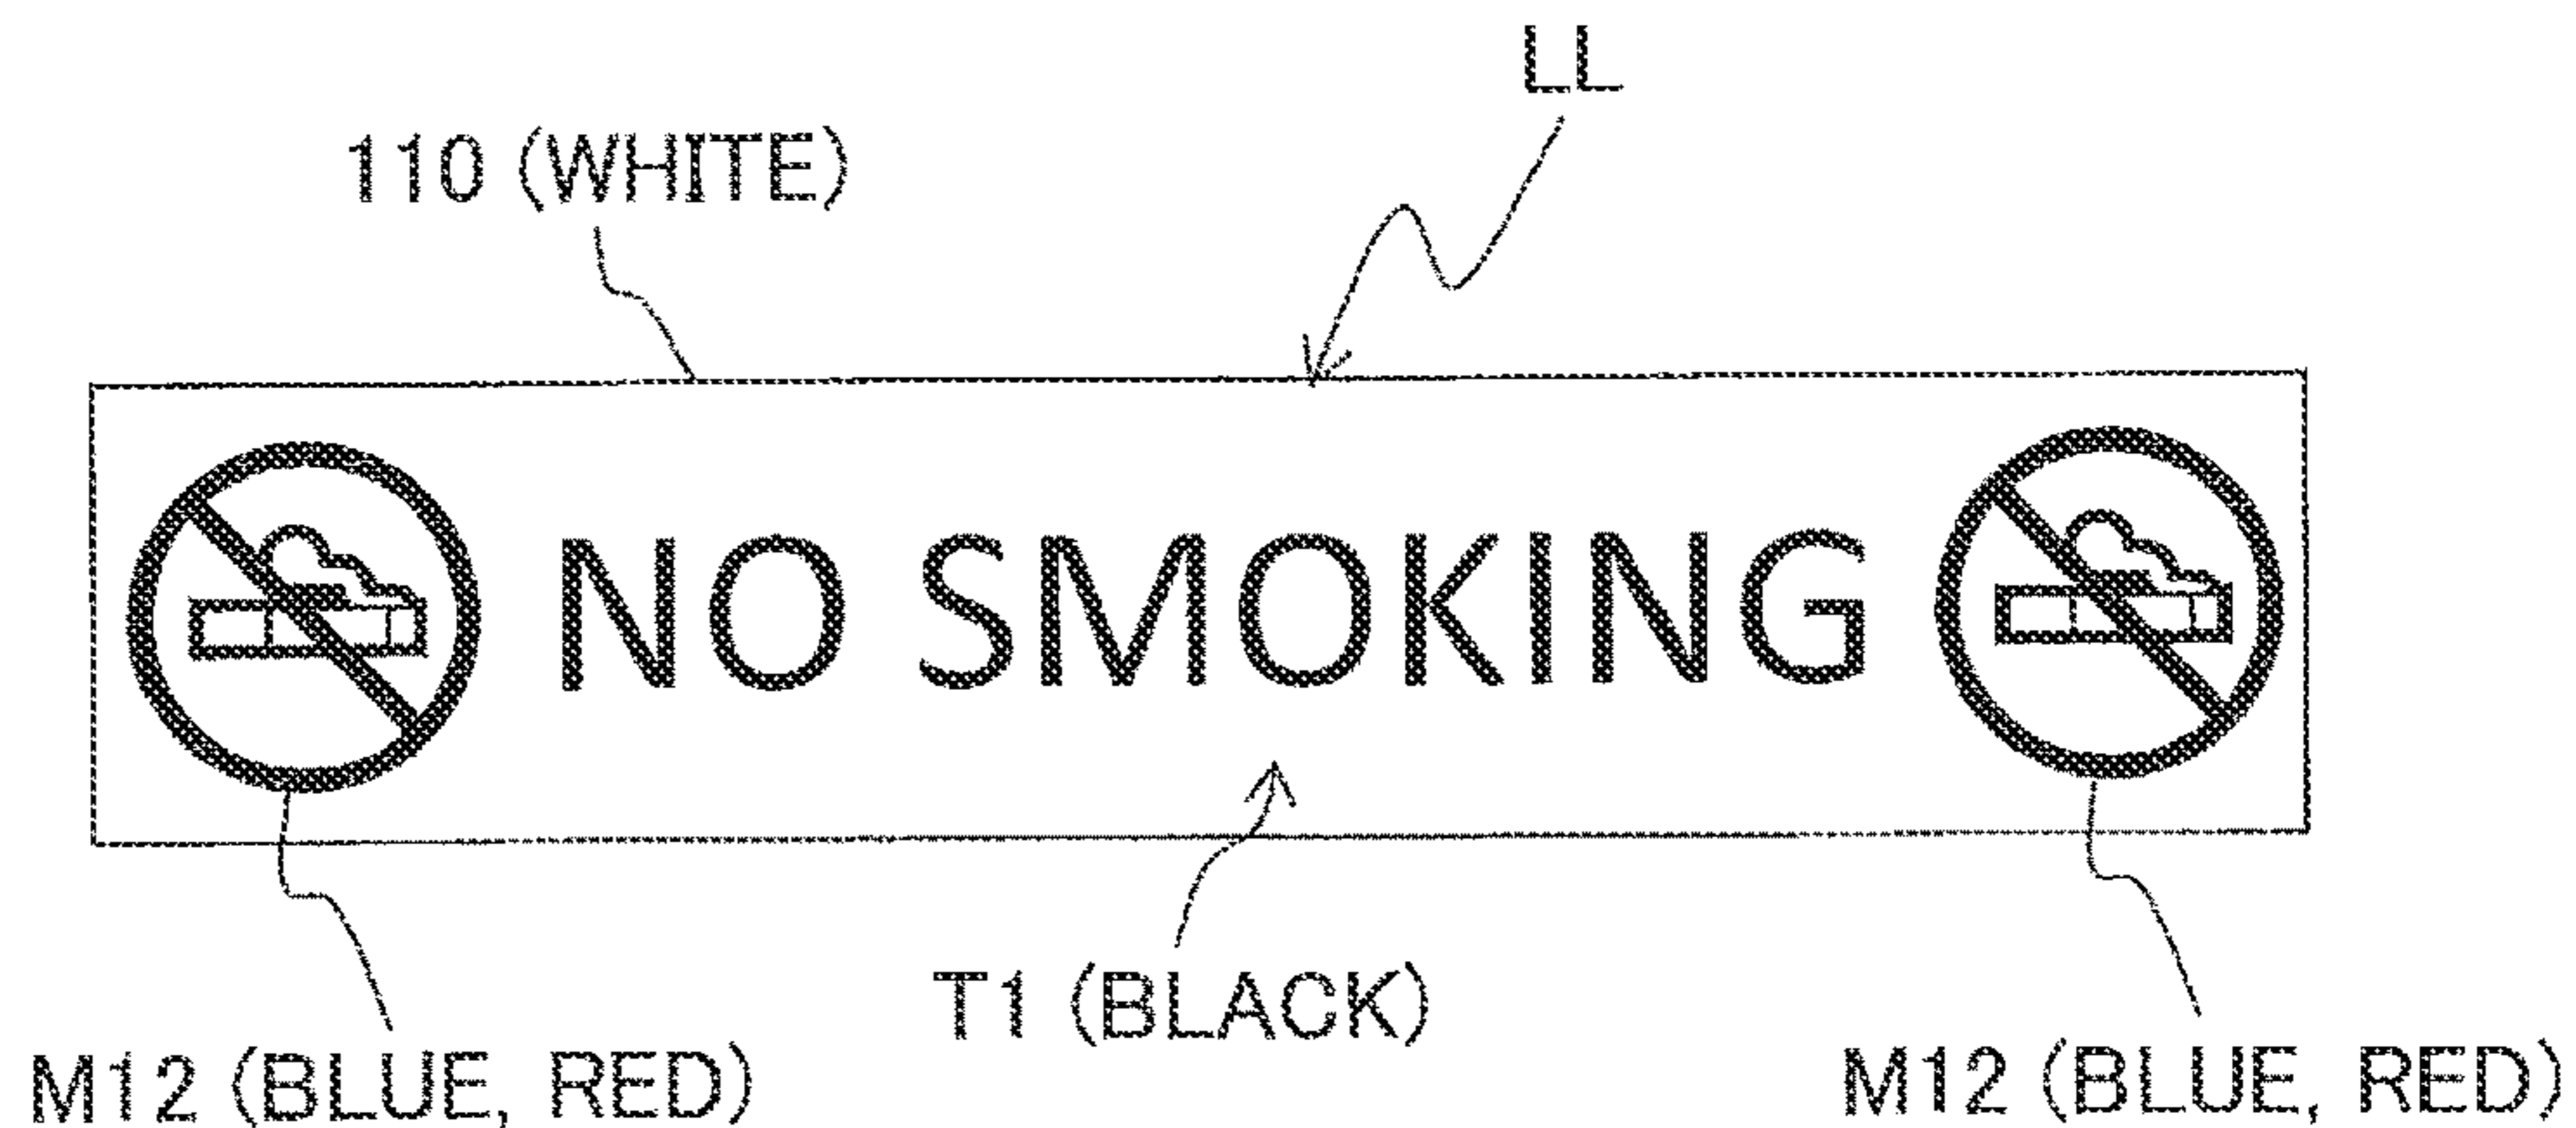 LL
110 (WHITE)
NO SMOKING
T1 (BLACK)
M12 (BLUE, RED)
M12 (BLUE, RED)